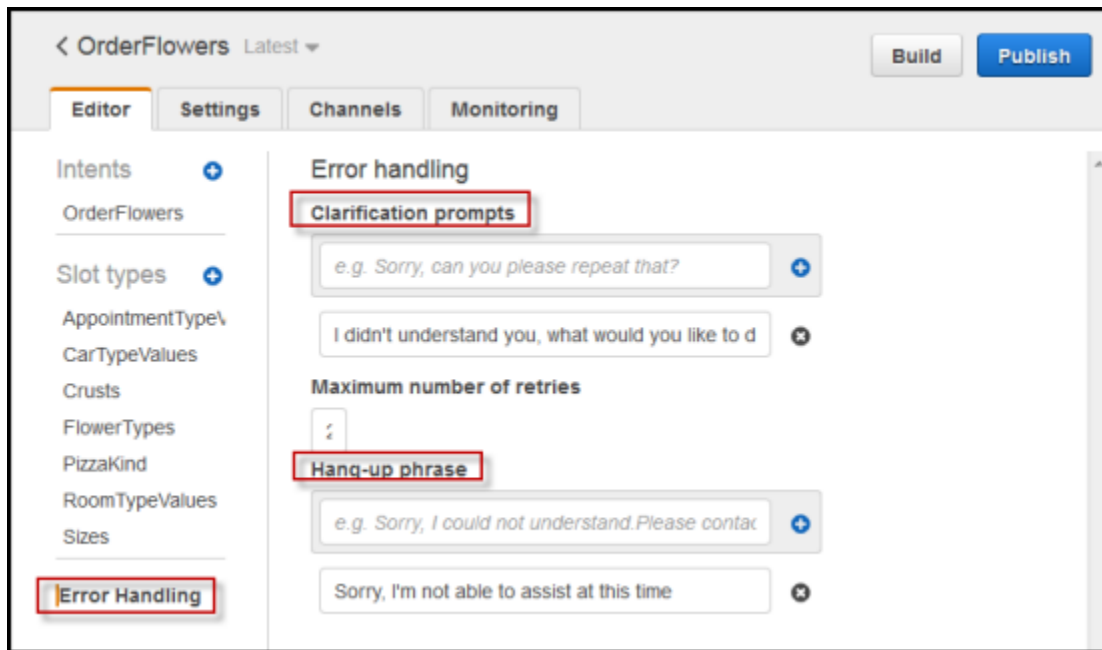 < OrderFlowers Latest
Build
Publish
Editor
Settings
Channels
Monitoring
Intents
OrderFlowers
Slot types
AppointmentTypeV
CarTypeValues
Crusts
FlowerTypes
PizzaKind
RoomTypeValues
Sizes
Error Handling
Error handling
Clarification prompts
e.g. Sorry, can you please repeat that?
I didn't understand you, what would you like to d
Maximum number of retries
Hang-up phrase
e.g. Sorry, I could not understand.Please contac
Sorry, I'm not able to assist at this time